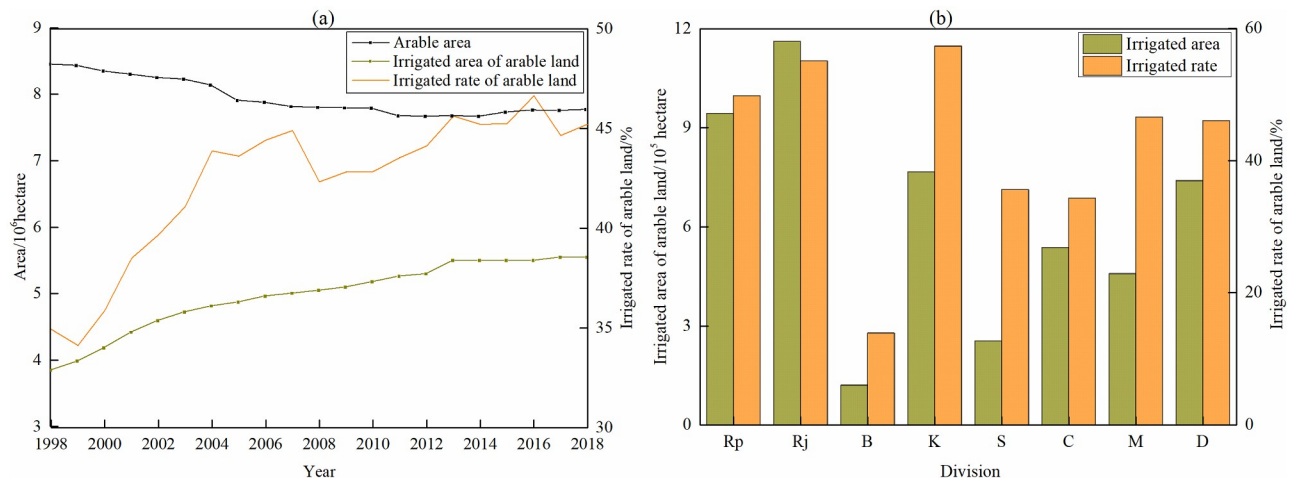 (a)
9
8
7
6
5
4
3
Area/10⁶hectare
1998
2000
2002
2004
2006
2008
2010
2012
2014
2016
2018
Year
50
45
40
35
30
Irrigated rate of arable land/%
Arable area
Irrigated area of arable land
Irrigated rate of arable land
(b)
12
9
6
3
0
Irrigated area of arable land/10⁵ hectare
Rp
Rj
B
K
S
C
M
D
Division
60
40
20
0
Irrigated rate of arable land/%
Irrigated area
Irrigated rate